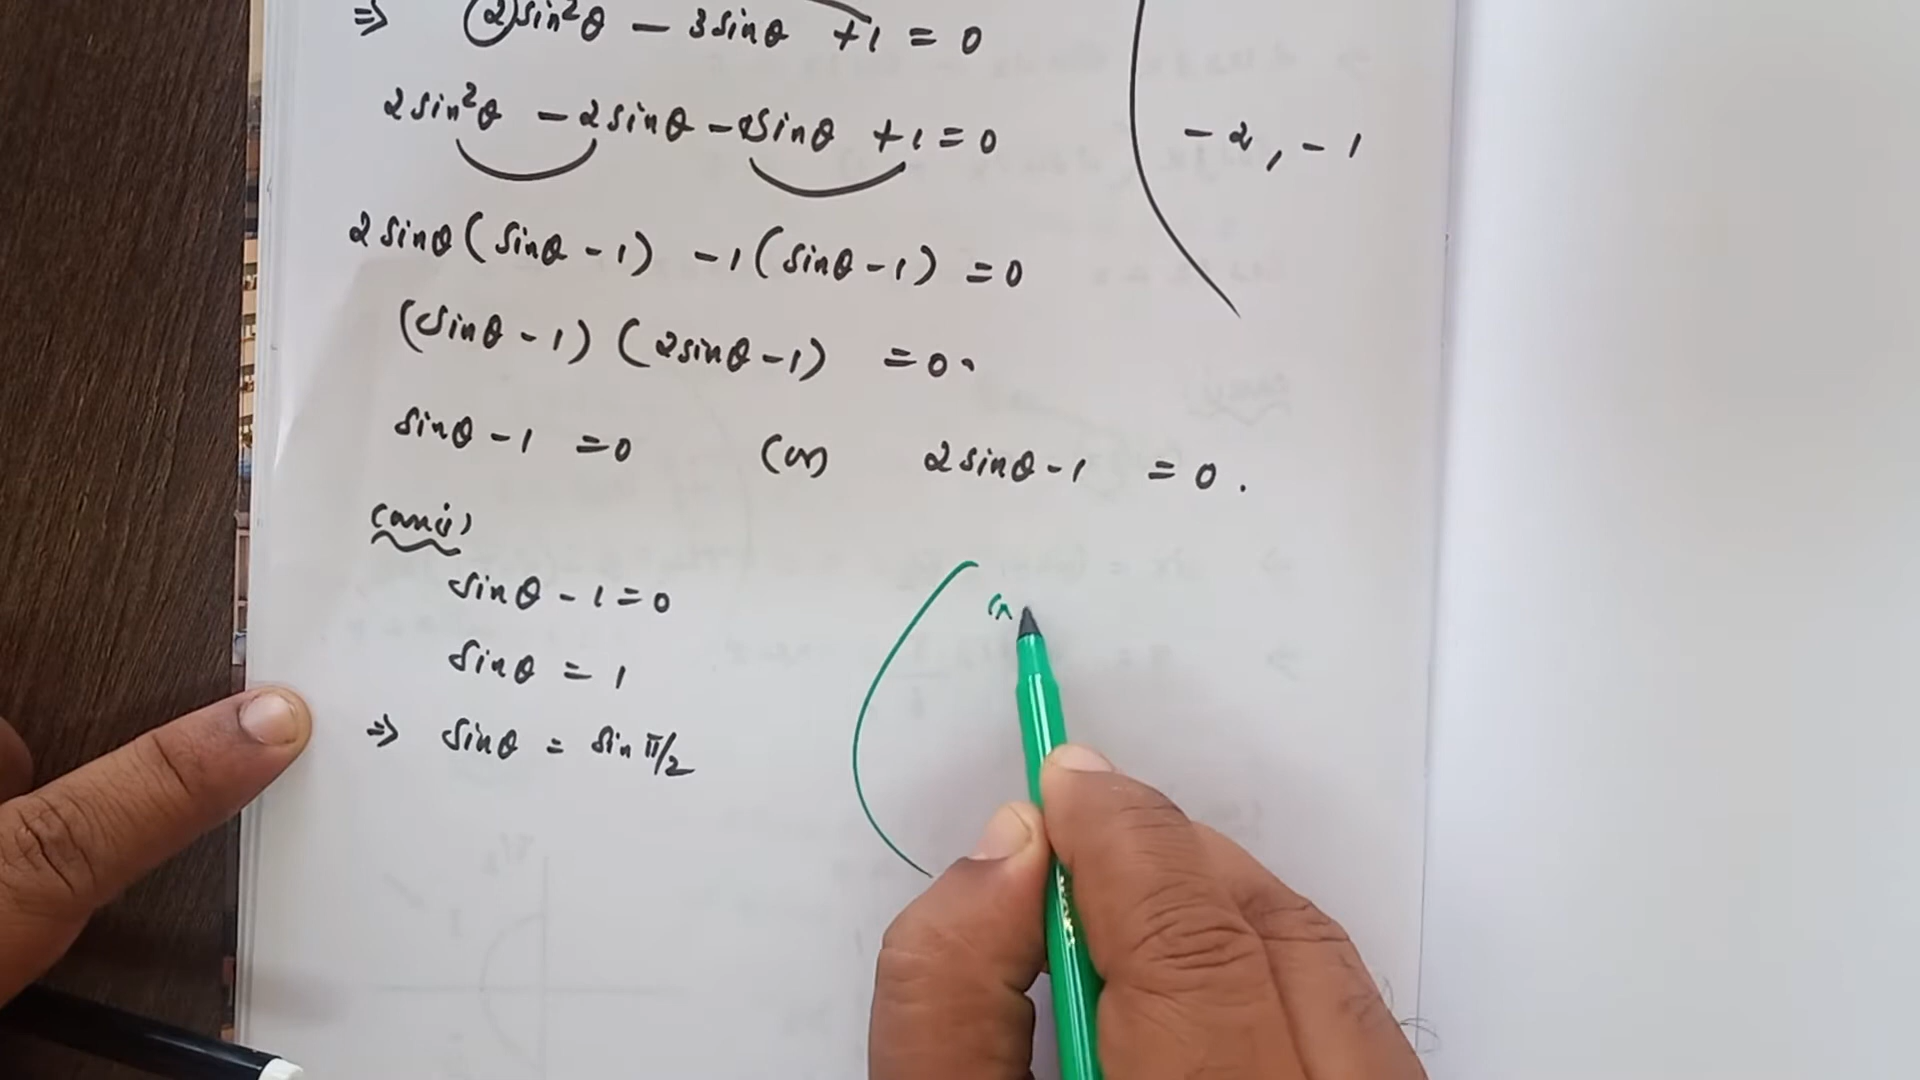 ⇒ 2sin²θ - 3sinθ +1 = 0
2sin²θ - 2sinθ - 1sinθ +1 = 0
-2, -1
2sinθ(sinθ - 1) -1(sinθ - 1) = 0
(sinθ - 1)(2sinθ - 1) = 0.
sinθ - 1 = 0 (or) 2sinθ - 1 = 0.
Case i)
sinθ - 1 = 0
sinθ = 1
⇒ sinθ = sin π/2